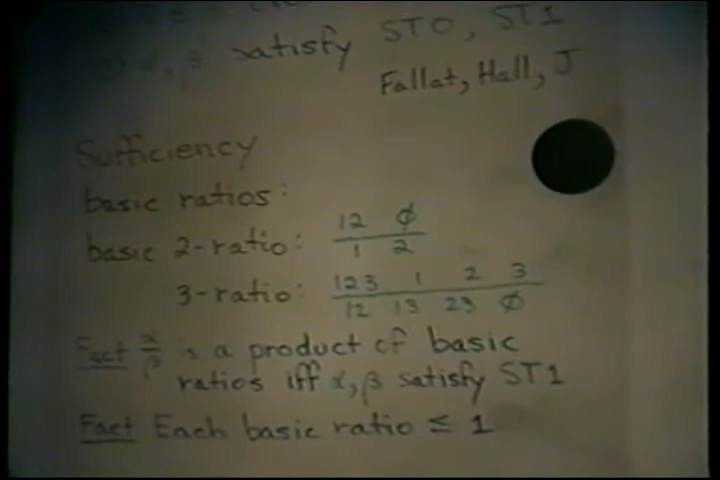 α, β satisfy ST0, ST1
Fallat, Hall, J
Sufficiency
basic ratios:
basic 2-ratio: 12 ∅ / 1 2
3-ratio: 123 1 2 3 / 12 13 23 ∅
Fact α/β is a product of basic
ratios iff α, β satisfy ST1
Fact Each basic ratio ≤ 1